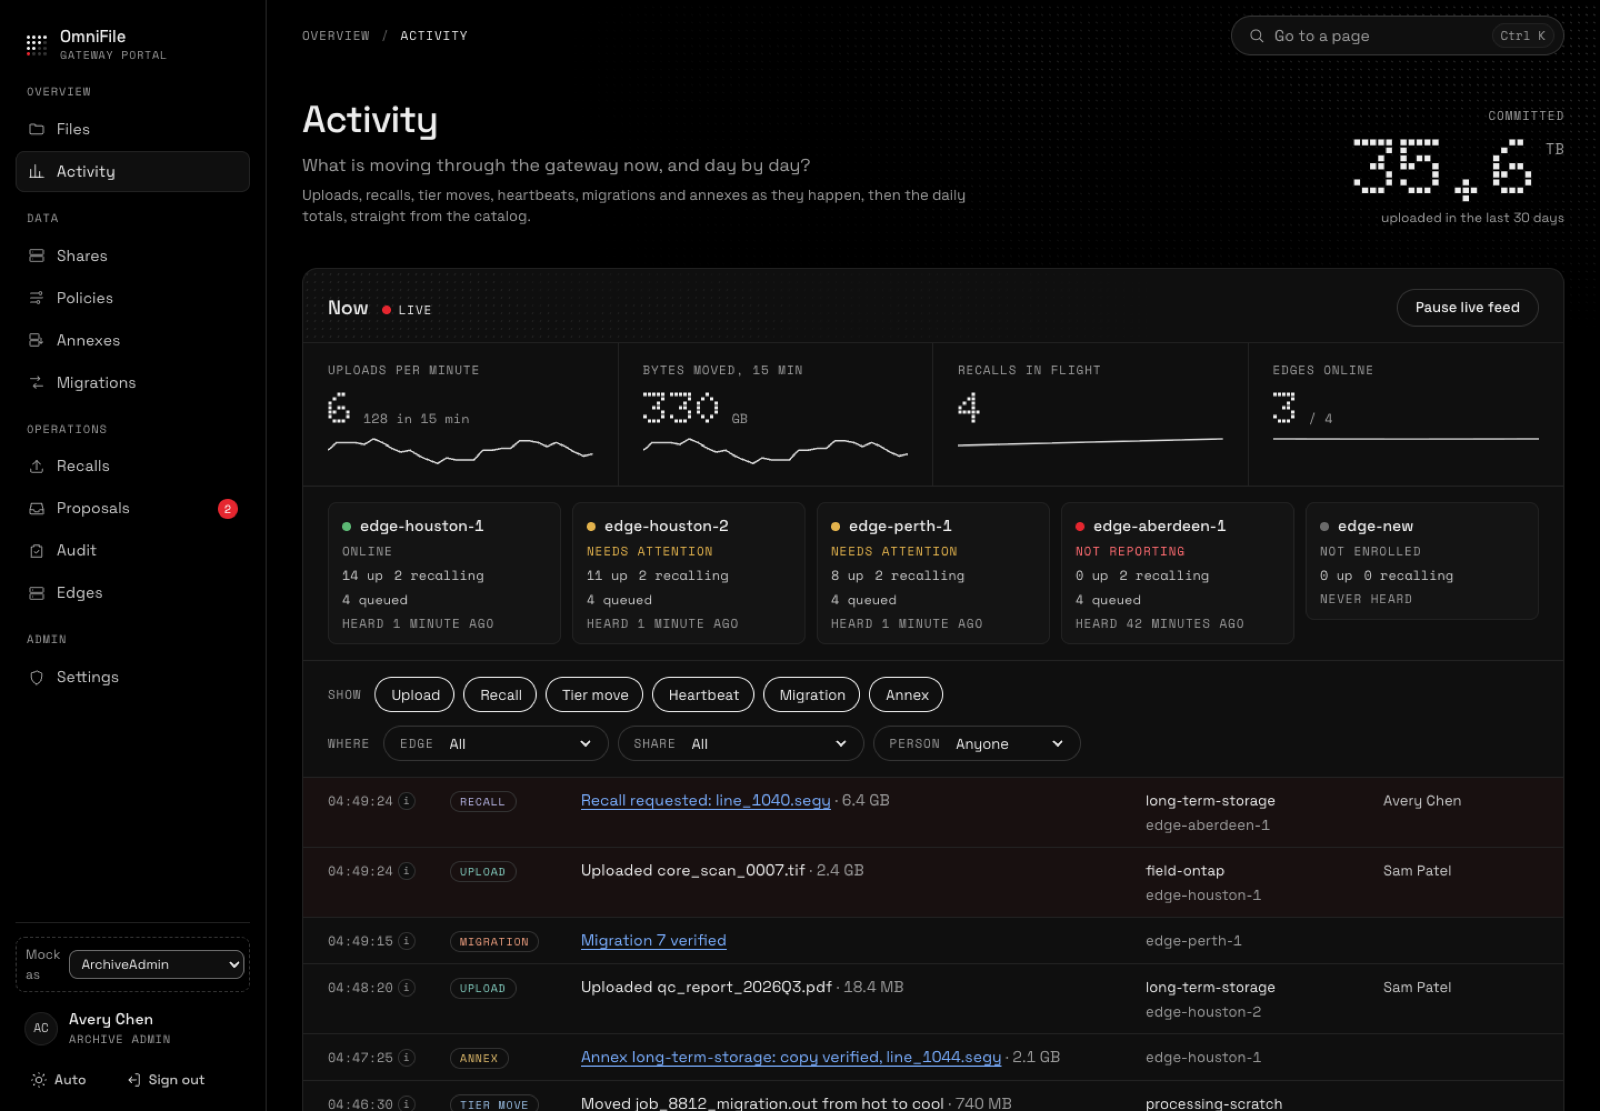 OmniFile
GATEWAY PORTAL
OVERVIEW
Files
Activity
DATA
Shares
Policies
Annexes
Migrations
OPERATIONS
Recalls
Proposals
2
Audit
Edges
ADMIN
Settings
Mock as
ArchiveAdmin
AC
Avery Chen
ARCHIVE ADMIN
Auto
Sign out
OVERVIEW / ACTIVITY
Go to a page
Ctrl K
Activity
What is moving through the gateway now, and day by day?
Uploads, recalls, tier moves, heartbeats, migrations and annexes as they happen, then the daily
totals, straight from the catalog.
COMMITTED
35.6 TB
uploaded in the last 30 days
Now
LIVE
Pause live feed
UPLOADS PER MINUTE
6 128 in 15 min
BYTES MOVED, 15 MIN
330 GB
RECALLS IN FLIGHT
4
EDGES ONLINE
3 / 4
edge-houston-1
ONLINE
14 up 2 recalling
4 queued
HEARD 1 MINUTE AGO
edge-houston-2
NEEDS ATTENTION
11 up 2 recalling
4 queued
HEARD 1 MINUTE AGO
edge-perth-1
NEEDS ATTENTION
8 up 2 recalling
4 queued
HEARD 1 MINUTE AGO
edge-aberdeen-1
NOT REPORTING
0 up 2 recalling
4 queued
HEARD 42 MINUTES AGO
edge-new
NOT ENROLLED
0 up 0 recalling
NEVER HEARD
SHOW Upload Recall Tier move Heartbeat Migration Annex
WHERE EDGE All SHARE All PERSON Anyone
04:49:24 i RECALL Recall requested: line_1040.segy · 6.4 GB long-term-storage Avery Chen
edge-aberdeen-1
04:49:24 i UPLOAD Uploaded core_scan_0007.tif · 2.4 GB field-ontap Sam Patel
edge-houston-1
04:49:15 i MIGRATION Migration 7 verified edge-perth-1
04:48:20 i UPLOAD Uploaded qc_report_2026Q3.pdf · 18.4 MB long-term-storage Sam Patel
edge-houston-2
04:47:25 i ANNEX Annex long-term-storage: copy verified, line_1044.segy · 2.1 GB edge-houston-1
04:46:30 i TIER MOVE Moved job_8812_migration.out from hot to cool · 740 MB processing-scratch